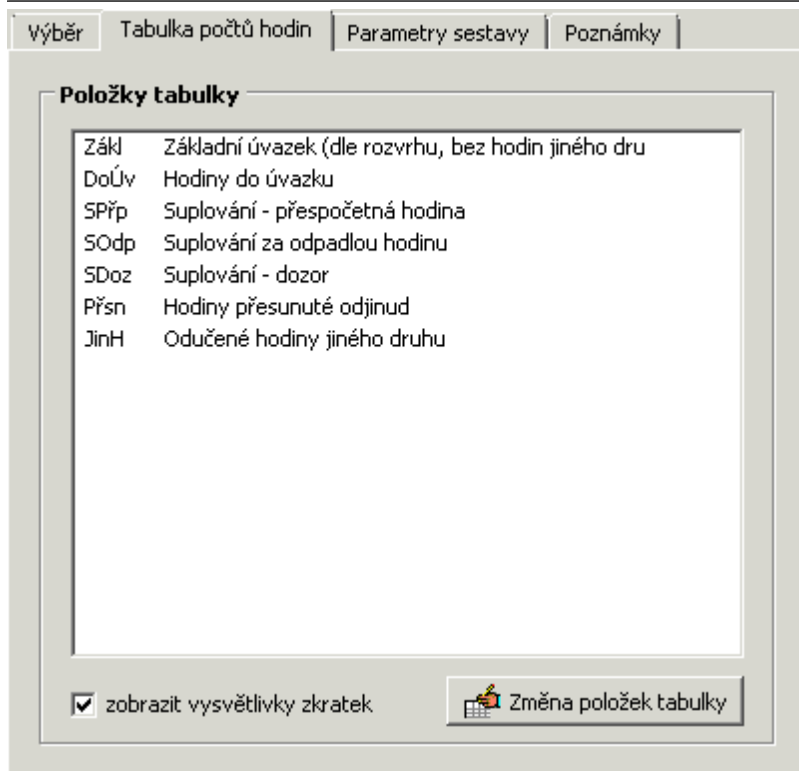 Výběr Tabulka počtů hodin Parametry sestavy Poznámky
Položky tabulky
Zákl Základní úvazek (dle rozvrhu, bez hodin jiného dru
DoÚv Hodiny do úvazku
SPřp Suplování - přespočetná hodina
SOdp Suplování za odpadlou hodinu
SDoz Suplování - dozor
Přsn Hodiny přesunuté odjinud
JinH Odučené hodiny jiného druhu
zobrazit vysvětlivky zkratek Změna položek tabulky